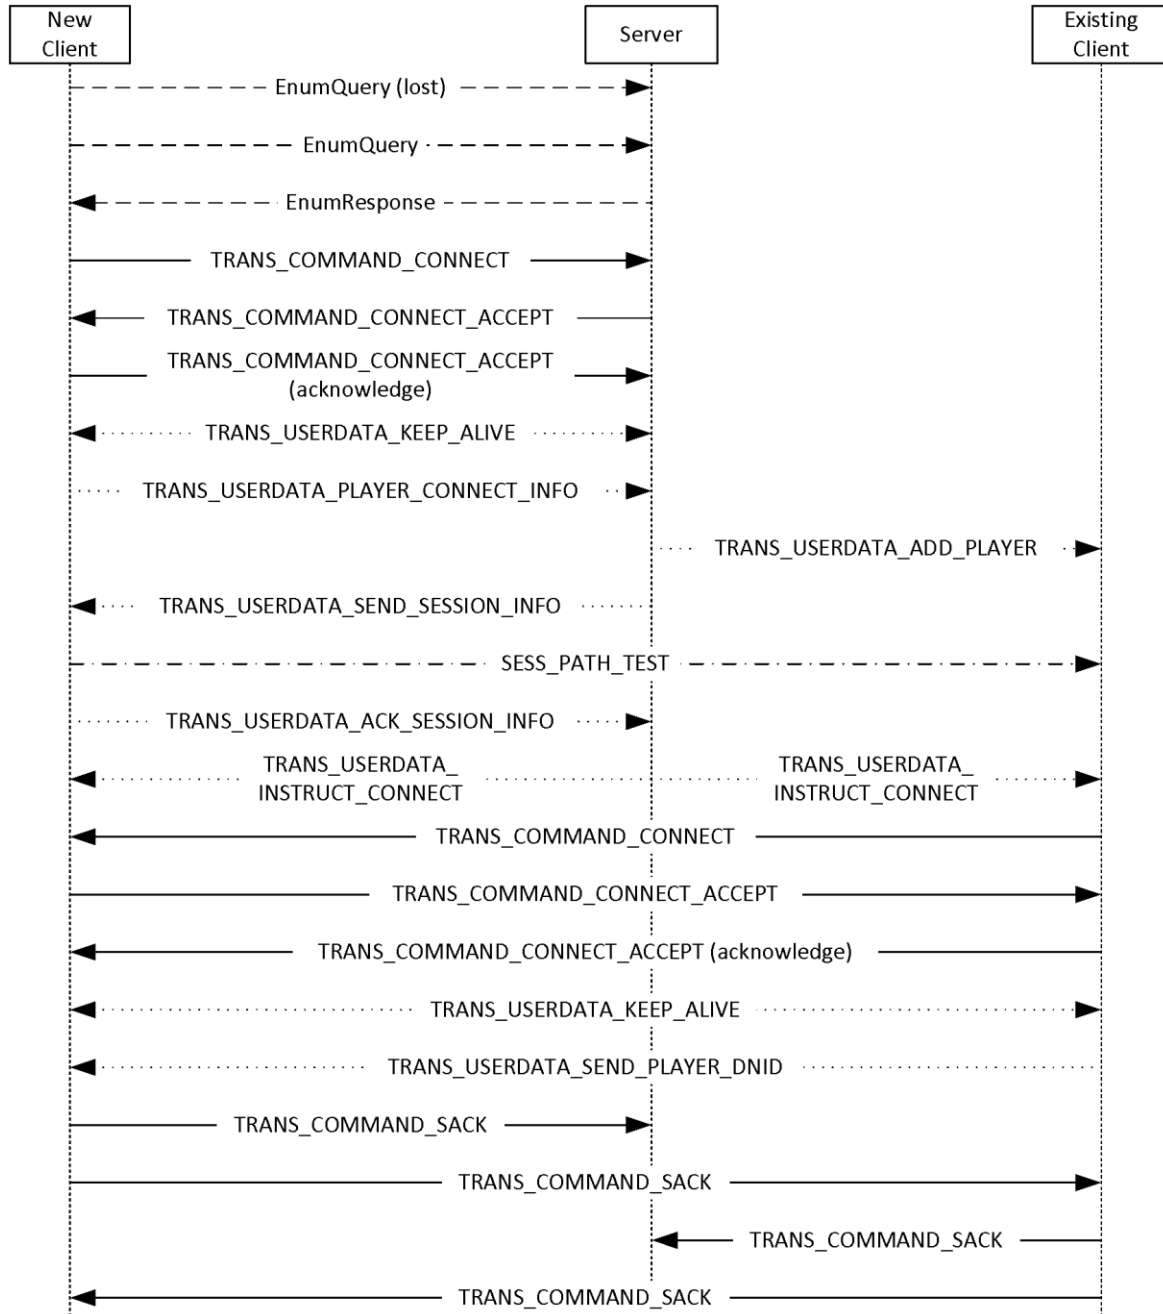 New
Client
Server
Existing
Client
EnumQuery (lost)
EnumQuery
EnumResponse
TRANS_COMMAND_CONNECT
TRANS_COMMAND_CONNECT_ACCEPT
TRANS_COMMAND_CONNECT_ACCEPT
(acknowledge)
TRANS_USERDATA_KEEP_ALIVE
TRANS_USERDATA_PLAYER_CONNECT_INFO
TRANS_USERDATA_ADD_PLAYER
TRANS_USERDATA_SEND_SESSION_INFO
SESS_PATH_TEST
TRANS_USERDATA_ACK_SESSION_INFO
TRANS_USERDATA_
INSTRUCT_CONNECT
TRANS_USERDATA_
INSTRUCT_CONNECT
TRANS_COMMAND_CONNECT
TRANS_COMMAND_CONNECT_ACCEPT
TRANS_COMMAND_CONNECT_ACCEPT (acknowledge)
TRANS_USERDATA_KEEP_ALIVE
TRANS_USERDATA_SEND_PLAYER_DNID
TRANS_COMMAND_SACK
TRANS_COMMAND_SACK
TRANS_COMMAND_SACK
TRANS_COMMAND_SACK